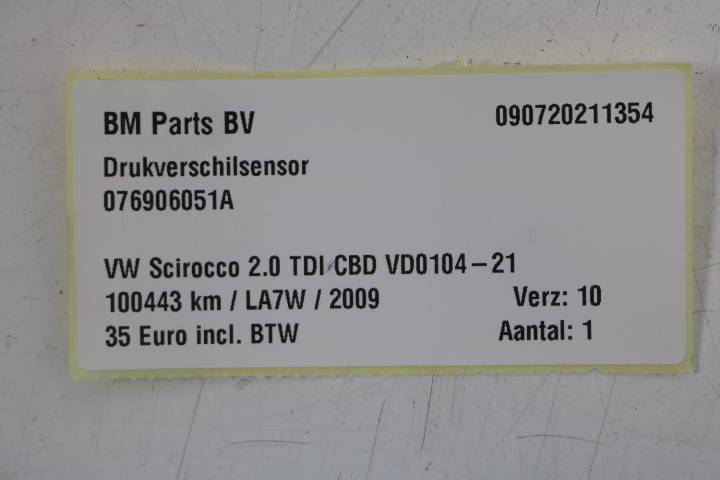 BM Parts BV 090720211354
Drukverschilsensor
076906051A
VW Scirocco 2.0 TDI CBD VD0104-21
100443 km / LA7W / 2009 Verz: 10
35 Euro incl. BTW Aantal: 1